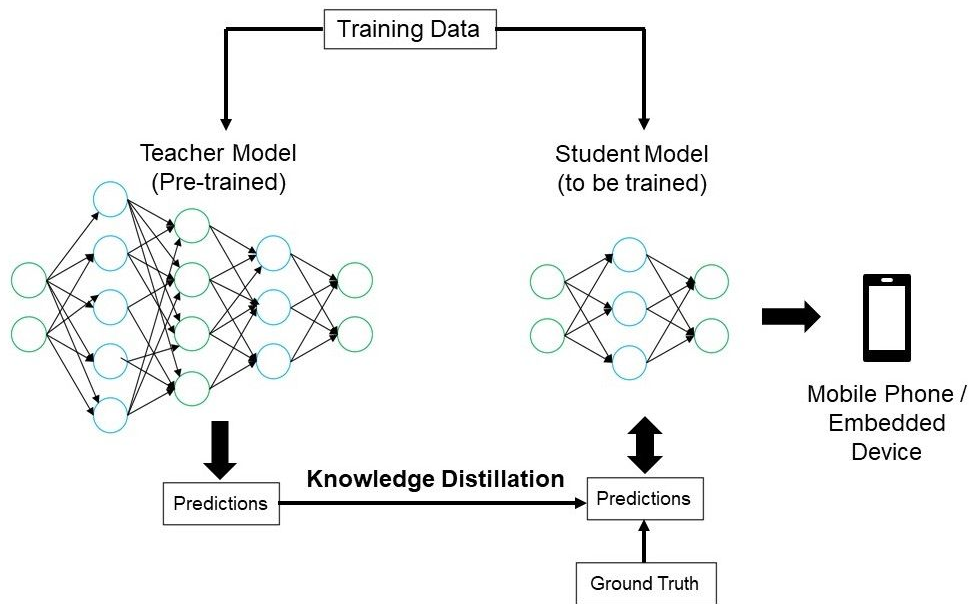 Training Data
Teacher Model
(Pre-trained)
Student Model
(to be trained)
Mobile Phone /
Embedded
Device
Predictions
Knowledge Distillation
Predictions
Ground Truth